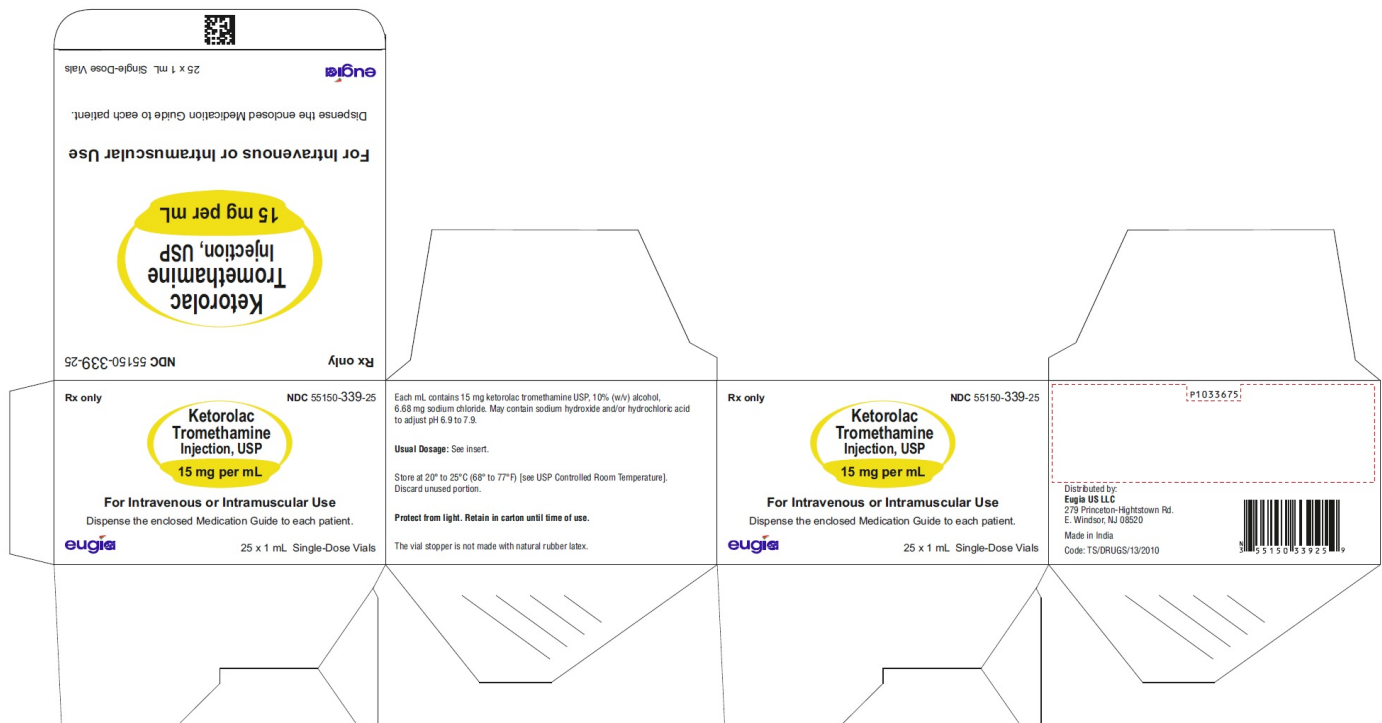 25 x 1 mL Single-Dose Vials
eugia
Dispense the enclosed Medication Guide to each patient.
For Intravenous or Intramuscular Use
15 mg per mL
Injection, USP
Tromethamine
Ketorolac
NDC 55150-339-25
Rx only
Rx only
NDC 55150-339-25
Ketorolac
Tromethamine
Injection, USP
15 mg per mL
For Intravenous or Intramuscular Use
Dispense the enclosed Medication Guide to each patient.
eugia
25 x 1 mL Single-Dose Vials
Each mL contains 15 mg ketorolac tromethamine USP, 10% (w/v) alcohol,
6.68 mg sodium chloride. May contain sodium hydroxide and/or hydrochloric acid
to adjust pH 6.9 to 7.9.
Usual Dosage: See insert.
Store at 20° to 25°C (68° to 77°F) [see USP Controlled Room Temperature].
Discard unused portion.
Protect from light. Retain in carton until time of use.
The vial stopper is not made with natural rubber latex.
Rx only
NDC 55150-339-25
Ketorolac
Tromethamine
Injection, USP
15 mg per mL
For Intravenous or Intramuscular Use
Dispense the enclosed Medication Guide to each patient.
eugia
25 x 1 mL Single-Dose Vials
P1033675
Distributed by:
Eugia US LLC
279 Princeton-Hightstown Rd.
E. Windsor, NJ 08520
Made in India
Code: TS/DRUGS/13/2010
N
3 55150 33925 9